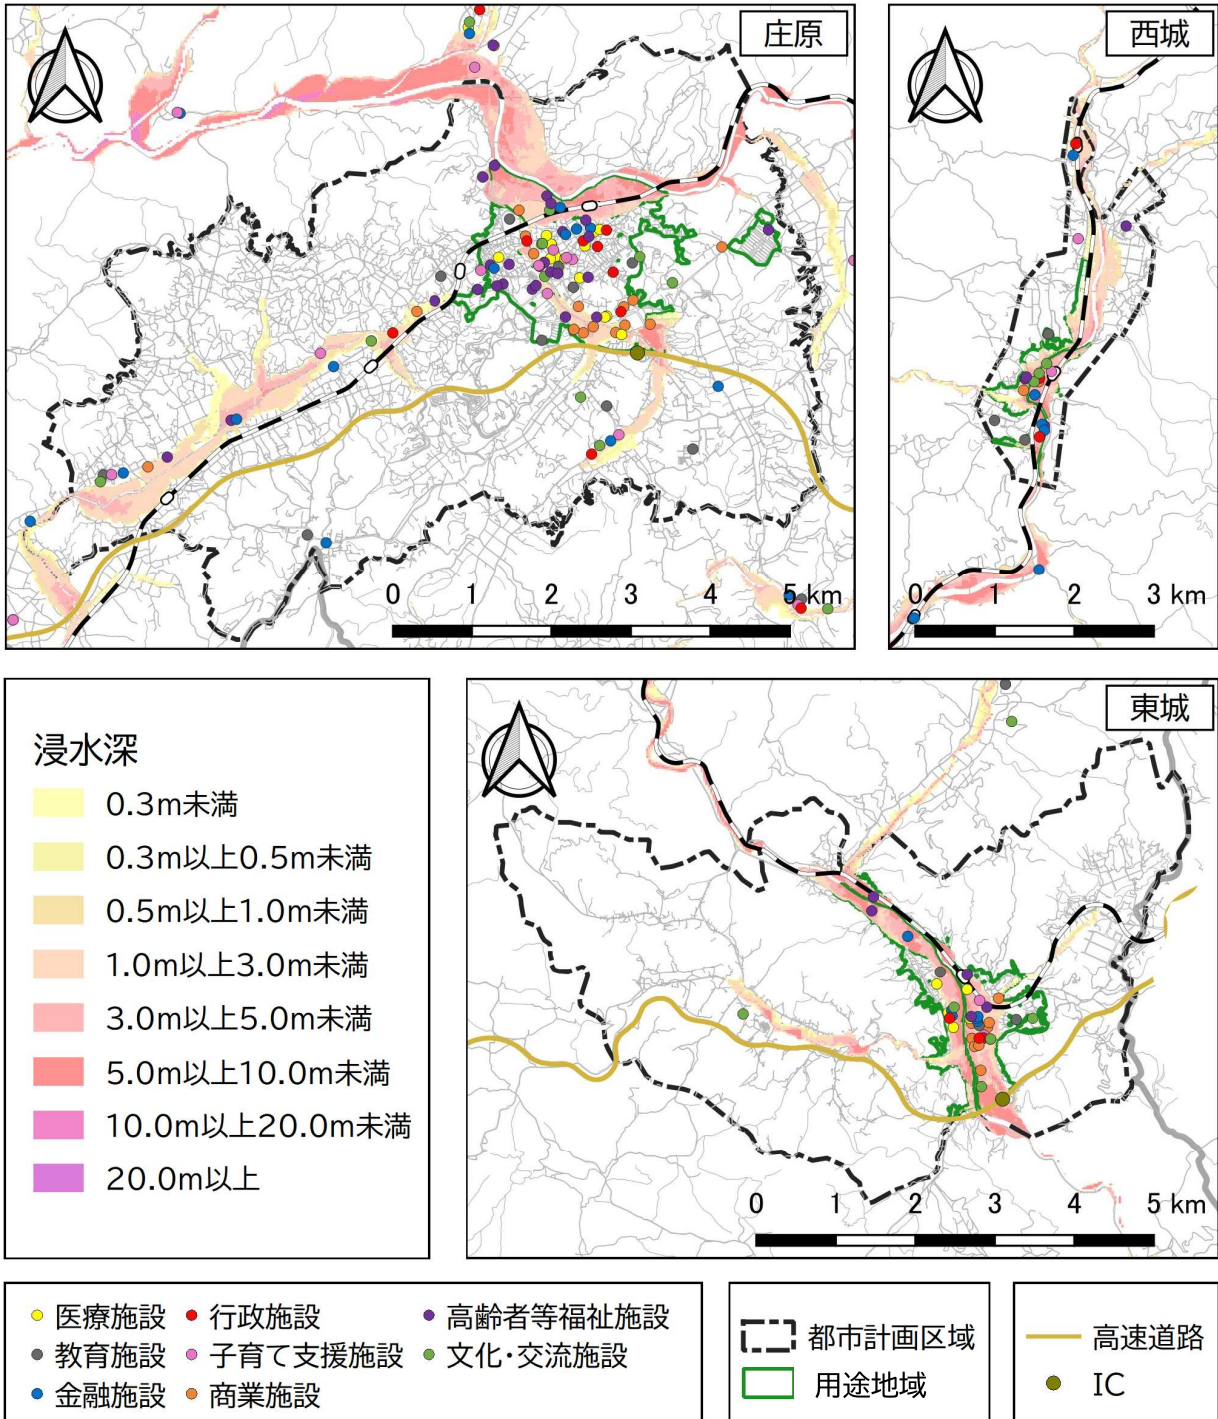 庄原
西城
0 1 2 3 4 5 km
0 1 2 3 km
浸水深
0.3m未満
0.3m以上0.5m未満
0.5m以上1.0m未満
1.0m以上3.0m未満
3.0m以上5.0m未満
5.0m以上10.0m未満
10.0m以上20.0m未満
20.0m以上
東城
0 1 2 3 4 5 km
医療施設 行政施設 高齢者等福祉施設
教育施設 子育て支援施設 文化・交流施設
金融施設 商業施設
都市計画区域
用途地域
高速道路
IC